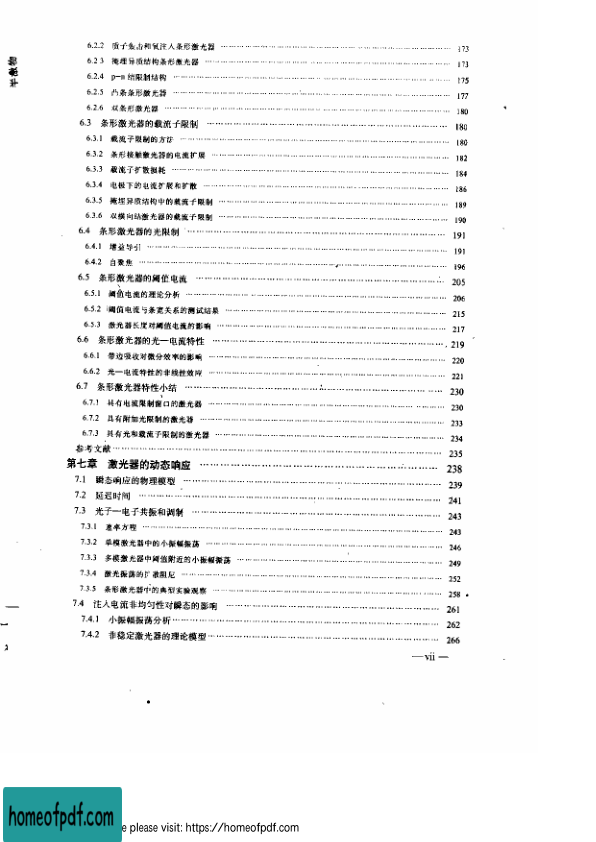 6.2.2 质子轰击和氧注入条形激光器 173
6.2.3 掩埋异质结构条形激光器 173
6.2.4 p—n 结限制结构 175
6.2.5 凸条条形激光器 177
6.2.6 双条形激光器 180
6.3 条形激光器的载流子限制 180
6.3.1 载流子限制的方法 180
6.3.2 条形接触激光器的电流扩展 182
6.3.3 载流子扩散损耗 184
6.3.4 电极下的电流扩展和扩散 186
6.3.5 掩埋异质结构中的载流子限制 189
6.3.6 双横向结激光器的载流子限制 190
6.4 条形激光器的光限制 191
6.4.1 增益导引 191
6.4.2 自聚焦 196
6.5 条形激光器的阈值电流 205
6.5.1 阈值电流的理论分析 206
6.5.2 阈值电流与条宽关系的测试结果 215
6.5.3 激光器长度对阈值电流的影响 217
6.6 条形激光器的光—电流特性 219
6.6.1 带边吸收对微分效率的影响 220
6.6.2 光—电流特性的非线性效应 221
6.7 条形激光器特性小结 230
6.7.1 具有电流限制窗口的激光器 230
6.7.2 具有附加光限制的激光器 233
6.7.3 具有光和载流子限制的激光器 234
参考文献 235
第七章 激光器的动态响应 238
7.1 瞬态响应的物理模型 239
7.2 延迟时间 241
7.3 光子—电子共振和调制 243
7.3.1 速率方程 243
7.3.2 单模激光器中的小振幅振荡 246
7.3.3 多模激光器中阈值附近的小振幅振荡 249
7.3.4 激光振荡的扩散阻尼 252
7.3.5 条形激光器中的典型实验观察 258
7.4 注入电流非均匀性对瞬态的影响 261
7.4.1 小振幅振荡分析 262
7.4.2 非稳定激光器的理论模型 266
— vii —
homeofpdf.com
e please visit: https://homeofpdf.com